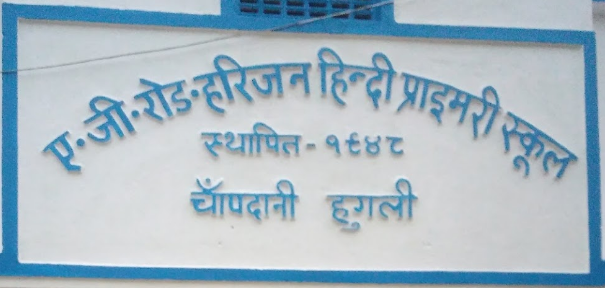 ए·जी·रोड·हरिजन हिन्दी प्राइमरी स्कूल
स्थापित - १९४८
चाँपदानी हुगली